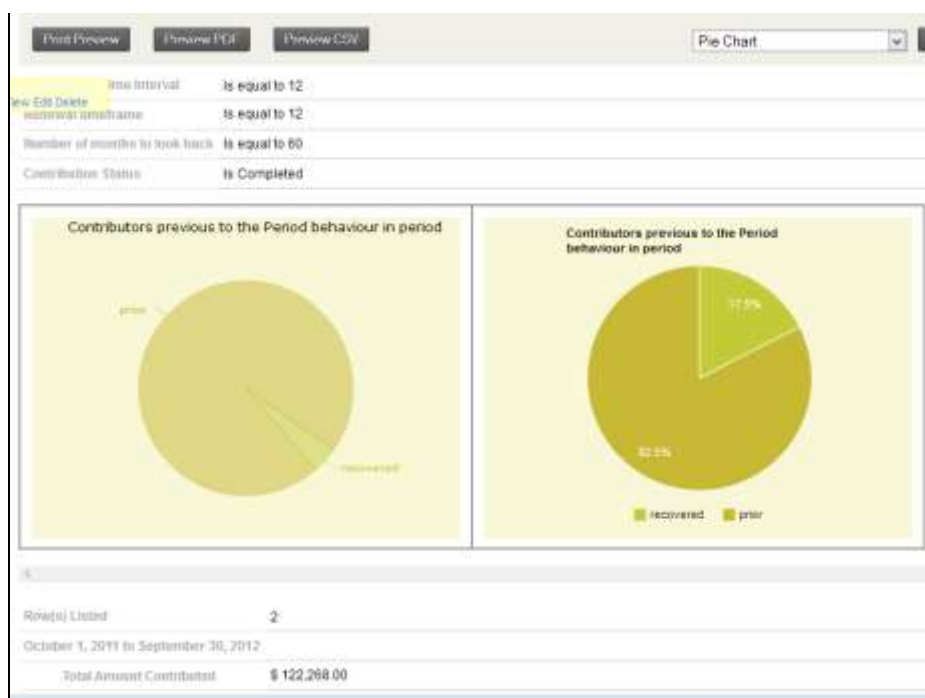 Print Preview Preview PDF Preview CSV Pie Chart
ime Interval Is equal to 12
ew Edit Delete
timeframe Is equal to 12
Number of months to look back Is equal to 60
Contribution Status Is Completed
Contributors previous to the Period behaviour in period
prior
recovered
Contributors previous to the Period
behaviour in period
17.5%
82.5%
recovered prior
Row(s) Listed 2
October 1, 2011 to September 30, 2012
Total Amount Contributed $ 122,268.00